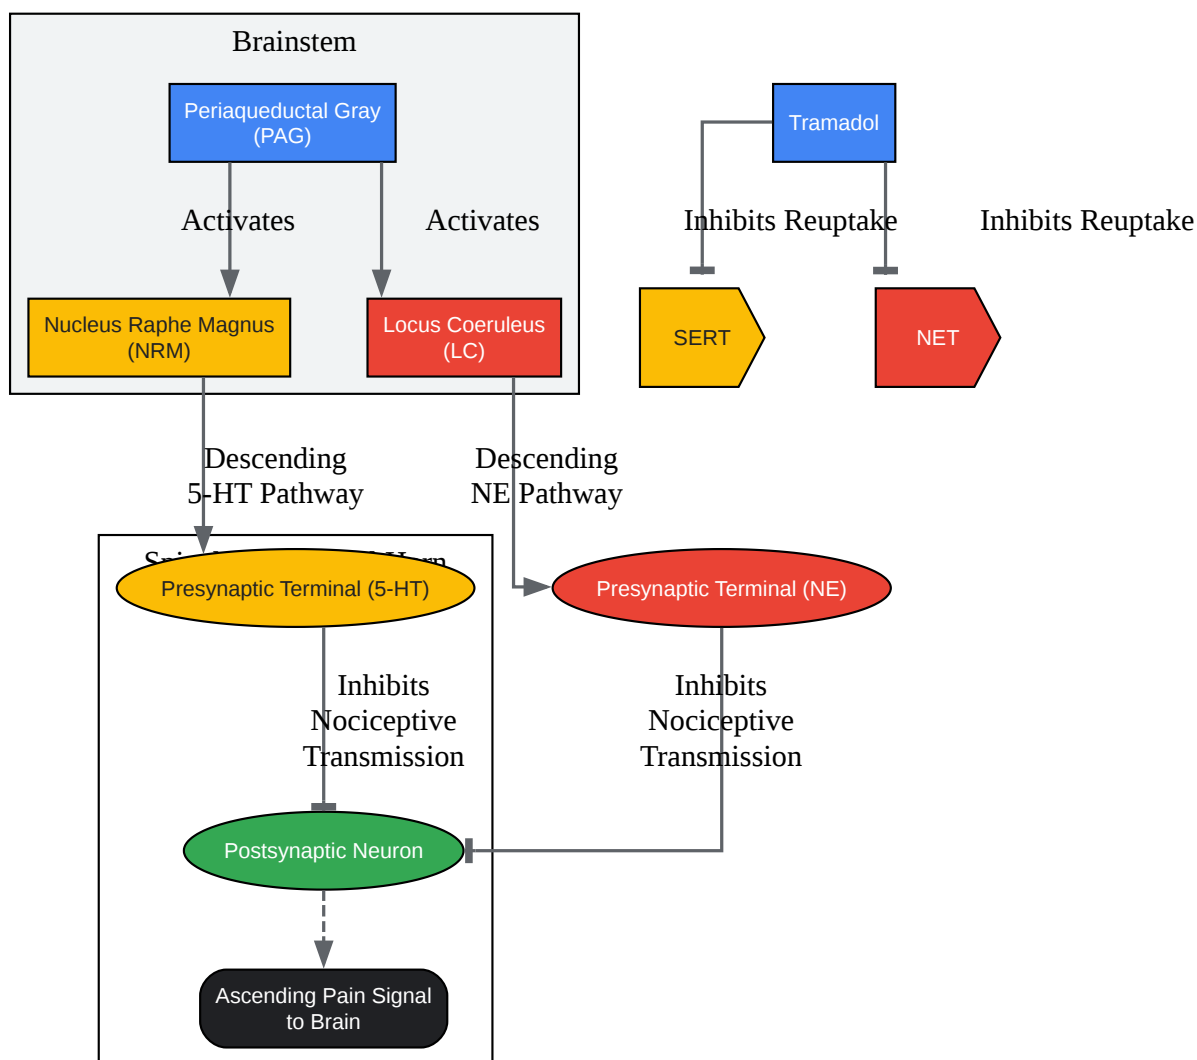 Brainstem
Periaqueductal Gray
(PAG)
Tramadol
Activates
Activates
Inhibits Reuptake
Inhibits Reuptake
Nucleus Raphe Magnus
(NRM)
Locus Coeruleus
(LC)
SERT
NET
Descending
5-HT Pathway
Descending
NE Pathway
Presynaptic Terminal (5-HT)
Presynaptic Terminal (NE)
Inhibits
Nociceptive
Transmission
Inhibits
Nociceptive
Transmission
Postsynaptic Neuron
Ascending Pain Signal
to Brain